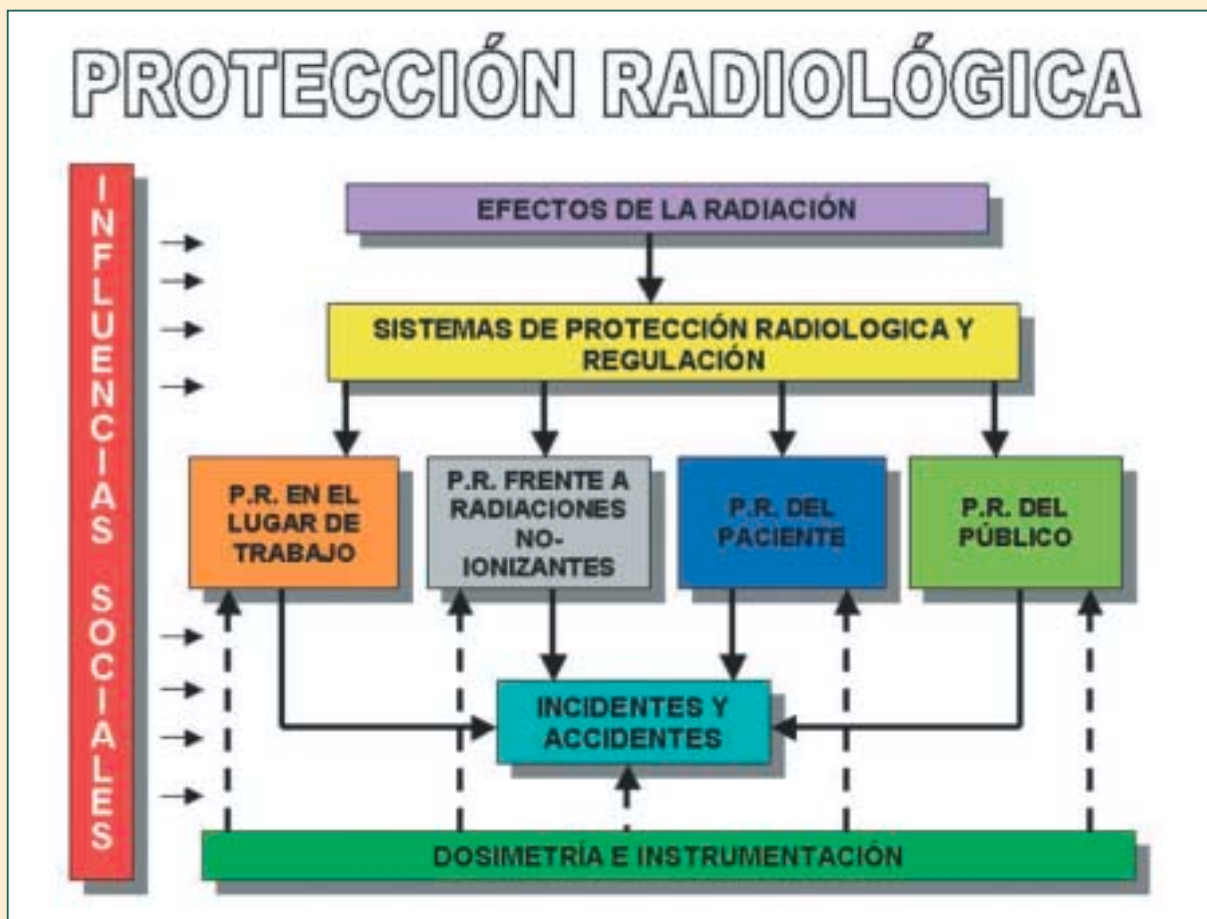 PROTECCIÓN RADIOLÓGICA
INFLUENCIAS SOCIALES
EFECTOS DE LA RADIACIÓN
SISTEMAS DE PROTECCIÓN RADIOLOGICA Y
REGULACIÓN
P.R. EN EL
LUGAR DE
TRABAJO
P.R. FRENTE A
RADIACIONES
NO-
IONIZANTES
P.R. DEL
PACIENTE
P.R. DEL
PÚBLICO
INCIDENTES Y
ACCIDENTES
DOSIMETRÍA E INSTRUMENTACIÓN